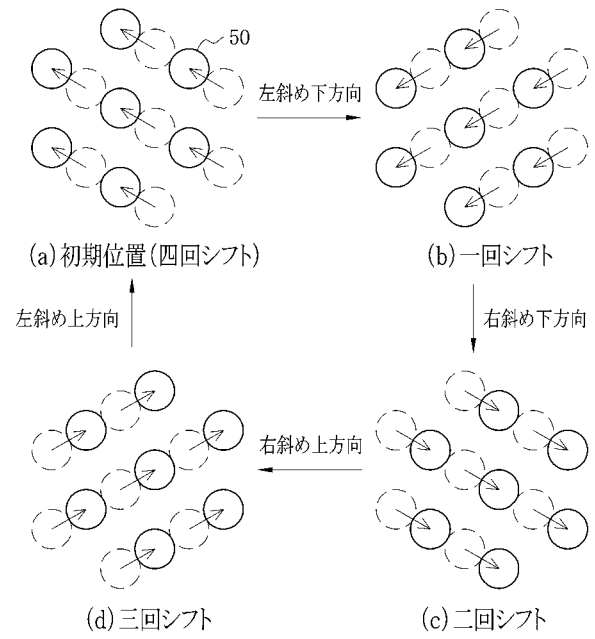 50
左斜め下方向
(a)初期位置(四回シフト)
(b)一回シフト
左斜め上方向
右斜め下方向
右斜め上方向
(d)三回シフト
(c)二回シフト